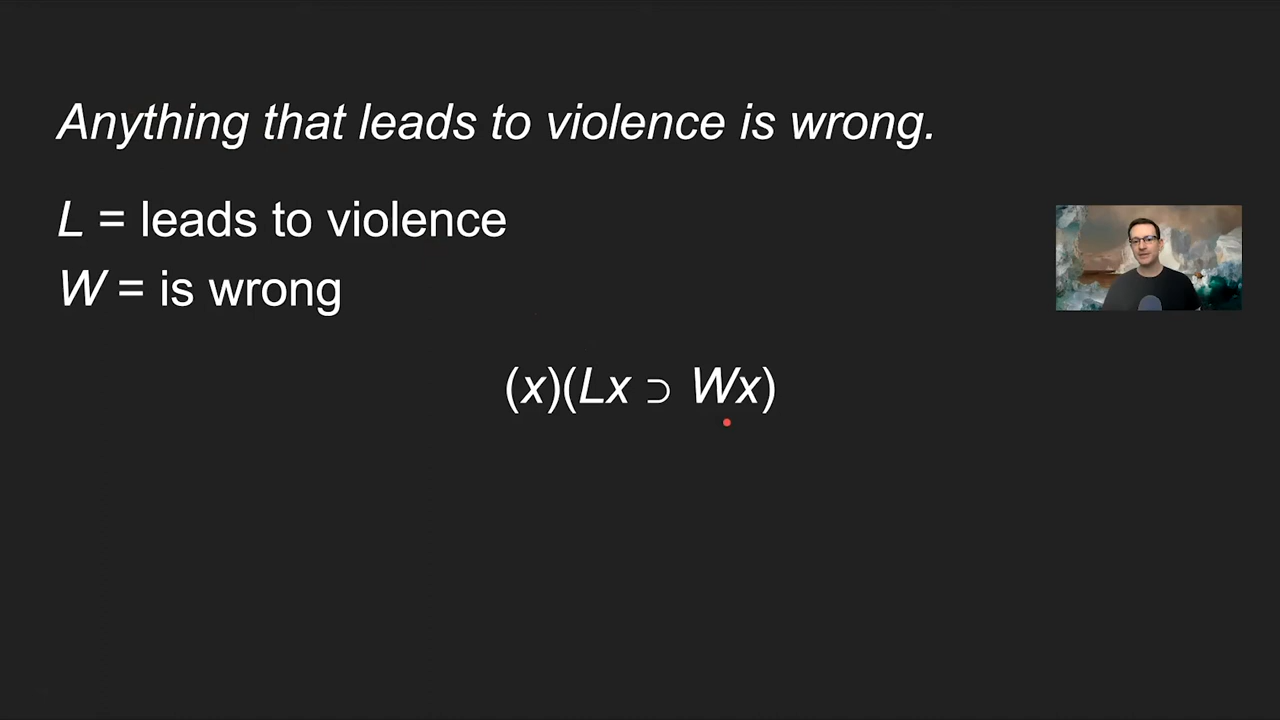 Anything that leads to violence is wrong.
L = leads to violence
W = is wrong
(x)(Lx ⊃ Wx)